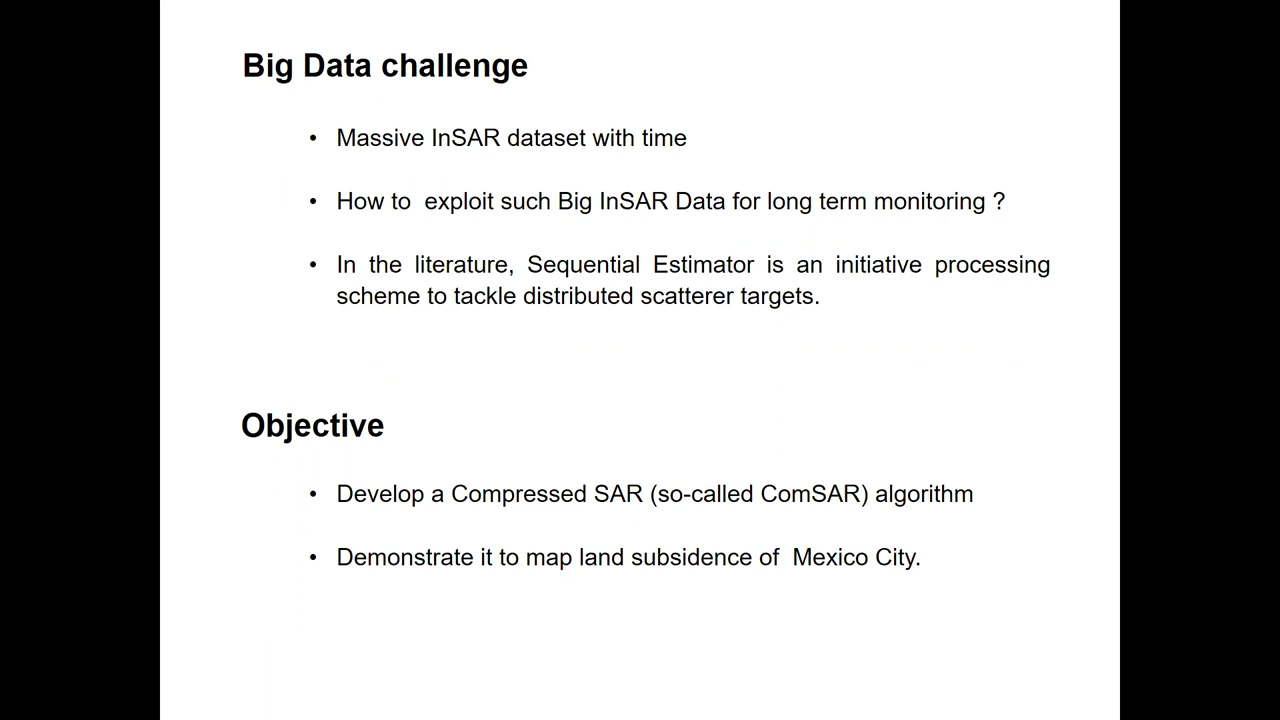 Big Data challenge
• Massive InSAR dataset with time
• How to  exploit such Big InSAR Data for long term monitoring ?
• In the literature, Sequential Estimator is an initiative processing
scheme to tackle distributed scatterer targets.
Objective
• Develop a Compressed SAR (so-called ComSAR) algorithm
• Demonstrate it to map land subsidence of  Mexico City.